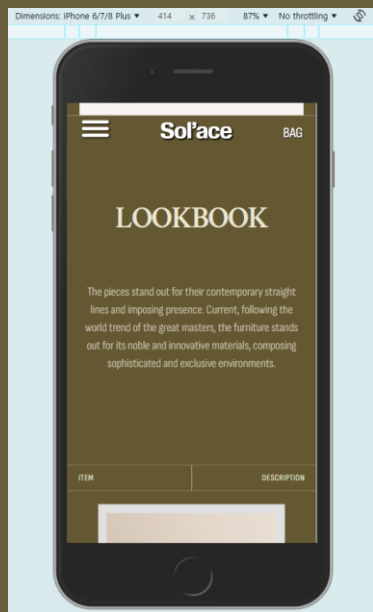 Dimensions: iPhone 6/7/8 Plus ▼ 414 x 736 87% ▼ No throttling ▼
Sol'ace BAG
LOOKBOOK
The pieces stand out for their contemporary straight
lines and imposing presence. Current, following the
world trend of the great masters, the furniture stands
out for its noble and innovative materials, composing
sophisticated and exclusive environments.
ITEM DESCRIPTION